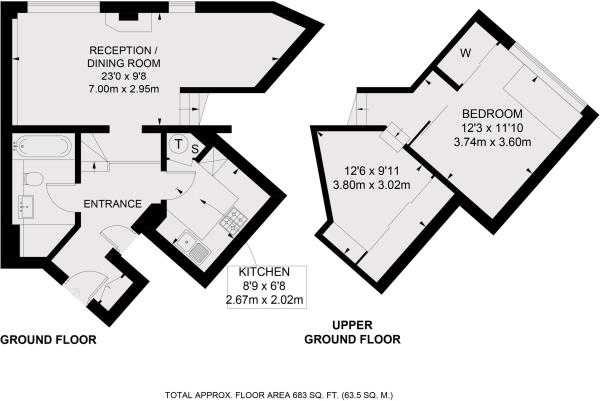 RECEPTION /
DINING ROOM
23'0 x 9'8
7.00m x 2.95m
T
S
ENTRANCE
KITCHEN
8'9 x 6'8
2.67m x 2.02m
GROUND FLOOR
W
BEDROOM
12'3 x 11'10
3.74m x 3.60m
12'6 x 9'11
3.80m x 3.02m
UPPER
GROUND FLOOR
TOTAL APPROX. FLOOR AREA 683 SQ. FT. (63.5 SQ. M.)